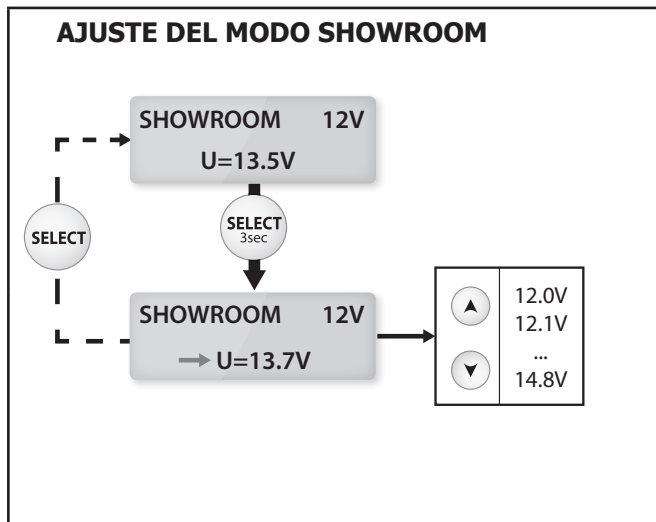 AJUSTE DEL MODO SHOWROOM
SHOWROOM 12V
U=13.5V
SELECT
SELECT
3sec
SHOWROOM 12V
U=13.7V
12.0V
12.1V
...
14.8V